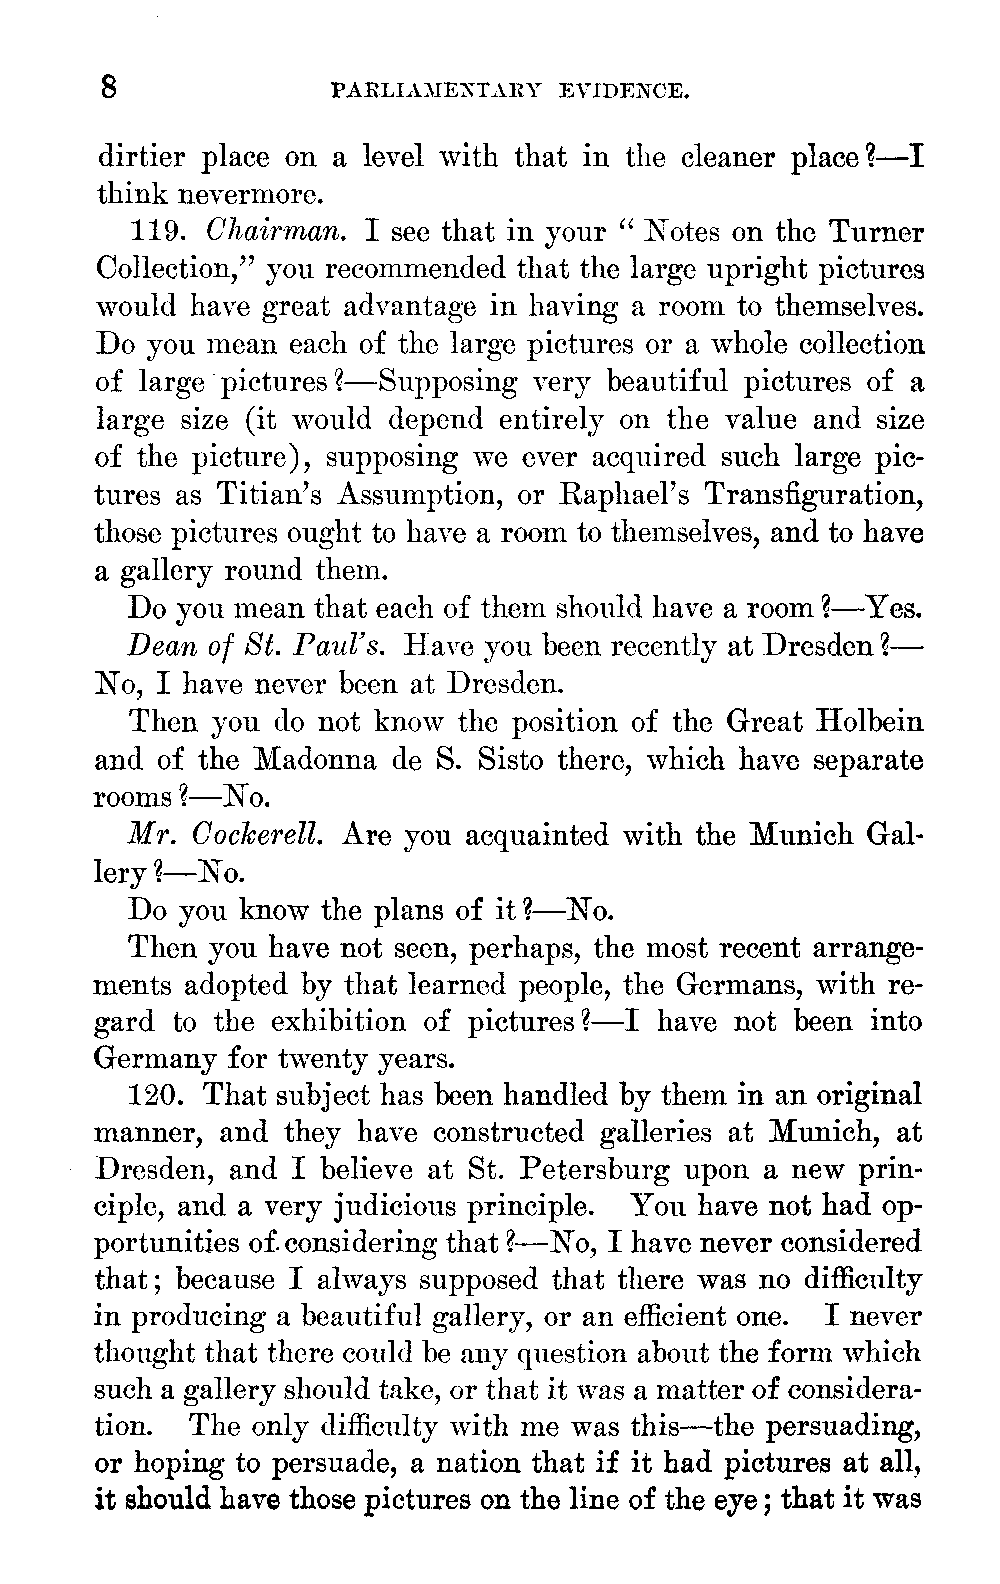 8 PARLIAMENTARY EVIDENCE.
dirtier place on a level with that in the cleaner place?—I
think nevermore.
119. Chairman. I see that in your “ Notes on the Turner
Collection,” you recommended that the large upright pictures
would have great advantage in having a room to themselves.
Do you mean each of the large pictures or a whole collection
of large pictures?—Supposing very beautiful pictures of a
large size (it would depend entirely on the value and size
of the picture), supposing we ever acquired such large pic-
tures as Titian’s Assumption, or Raphael’s Transfiguration,
those pictures ought to have a room to themselves, and to have
a gallery round them.
Do you mean that each of them should have a room?—Yes.
Dean of St. Paul’s. Have you been recently at Dresden?—
No, I have never been at Dresden.
Then you do not know the position of the Great Holbein
and of the Madonna de S. Sisto there, which have separate
rooms?—No.
Mr. Cockerell. Are you acquainted with the Munich Gal-
lery?—No.
Do you know the plans of it?—No.
Then you have not seen, perhaps, the most recent arrange-
ments adopted by that learned people, the Germans, with re-
gard to the exhibition of pictures?—I have not been into
Germany for twenty years.
120. That subject has been handled by them in an original
manner, and they have constructed galleries at Munich, at
Dresden, and I believe at St. Petersburg upon a new prin-
ciple, and a very judicious principle. You have not had op-
portunities of considering that?—No, I have never considered
that; because I always supposed that there was no difficulty
in producing a beautiful gallery, or an efficient one. I never
thought that there could be any question about the form which
such a gallery should take, or that it was a matter of considera-
tion. The only difficulty with me was this—the persuading,
or hoping to persuade, a nation that if it had pictures at all,
it should have those pictures on the line of the eye; that it was